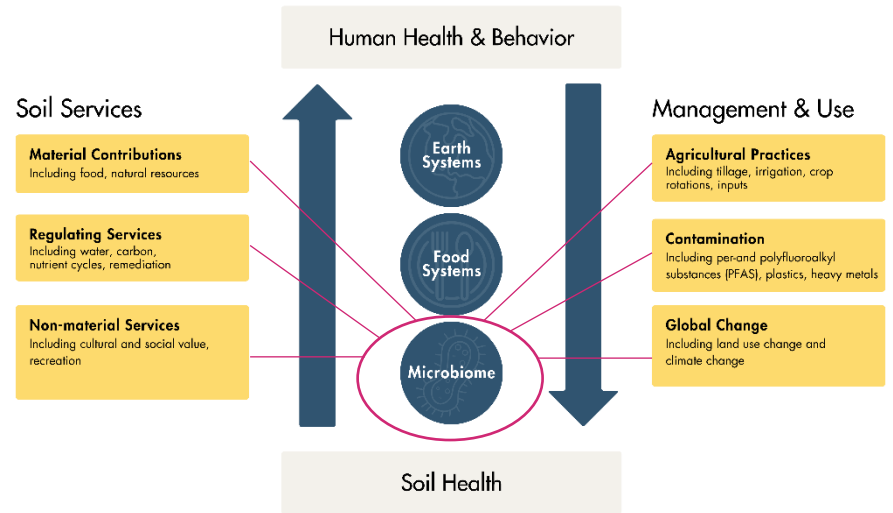 Human Health & Behavior
Soil Services
Material Contributions
Including food, natural resources
Regulating Services
Including water, carbon,
nutrient cycles, remediation
Non-material Services
Including cultural and social value,
recreation
Earth
Systems
Food
Systems
Microbiome
Management & Use
Agricultural Practices
Including tillage, irrigation, crop
rotations, inputs
Contamination
Including per-and polyfluoroalkyl
substances (PFAS), plastics, heavy metals
Global Change
Including land use change and
climate change
Soil Health